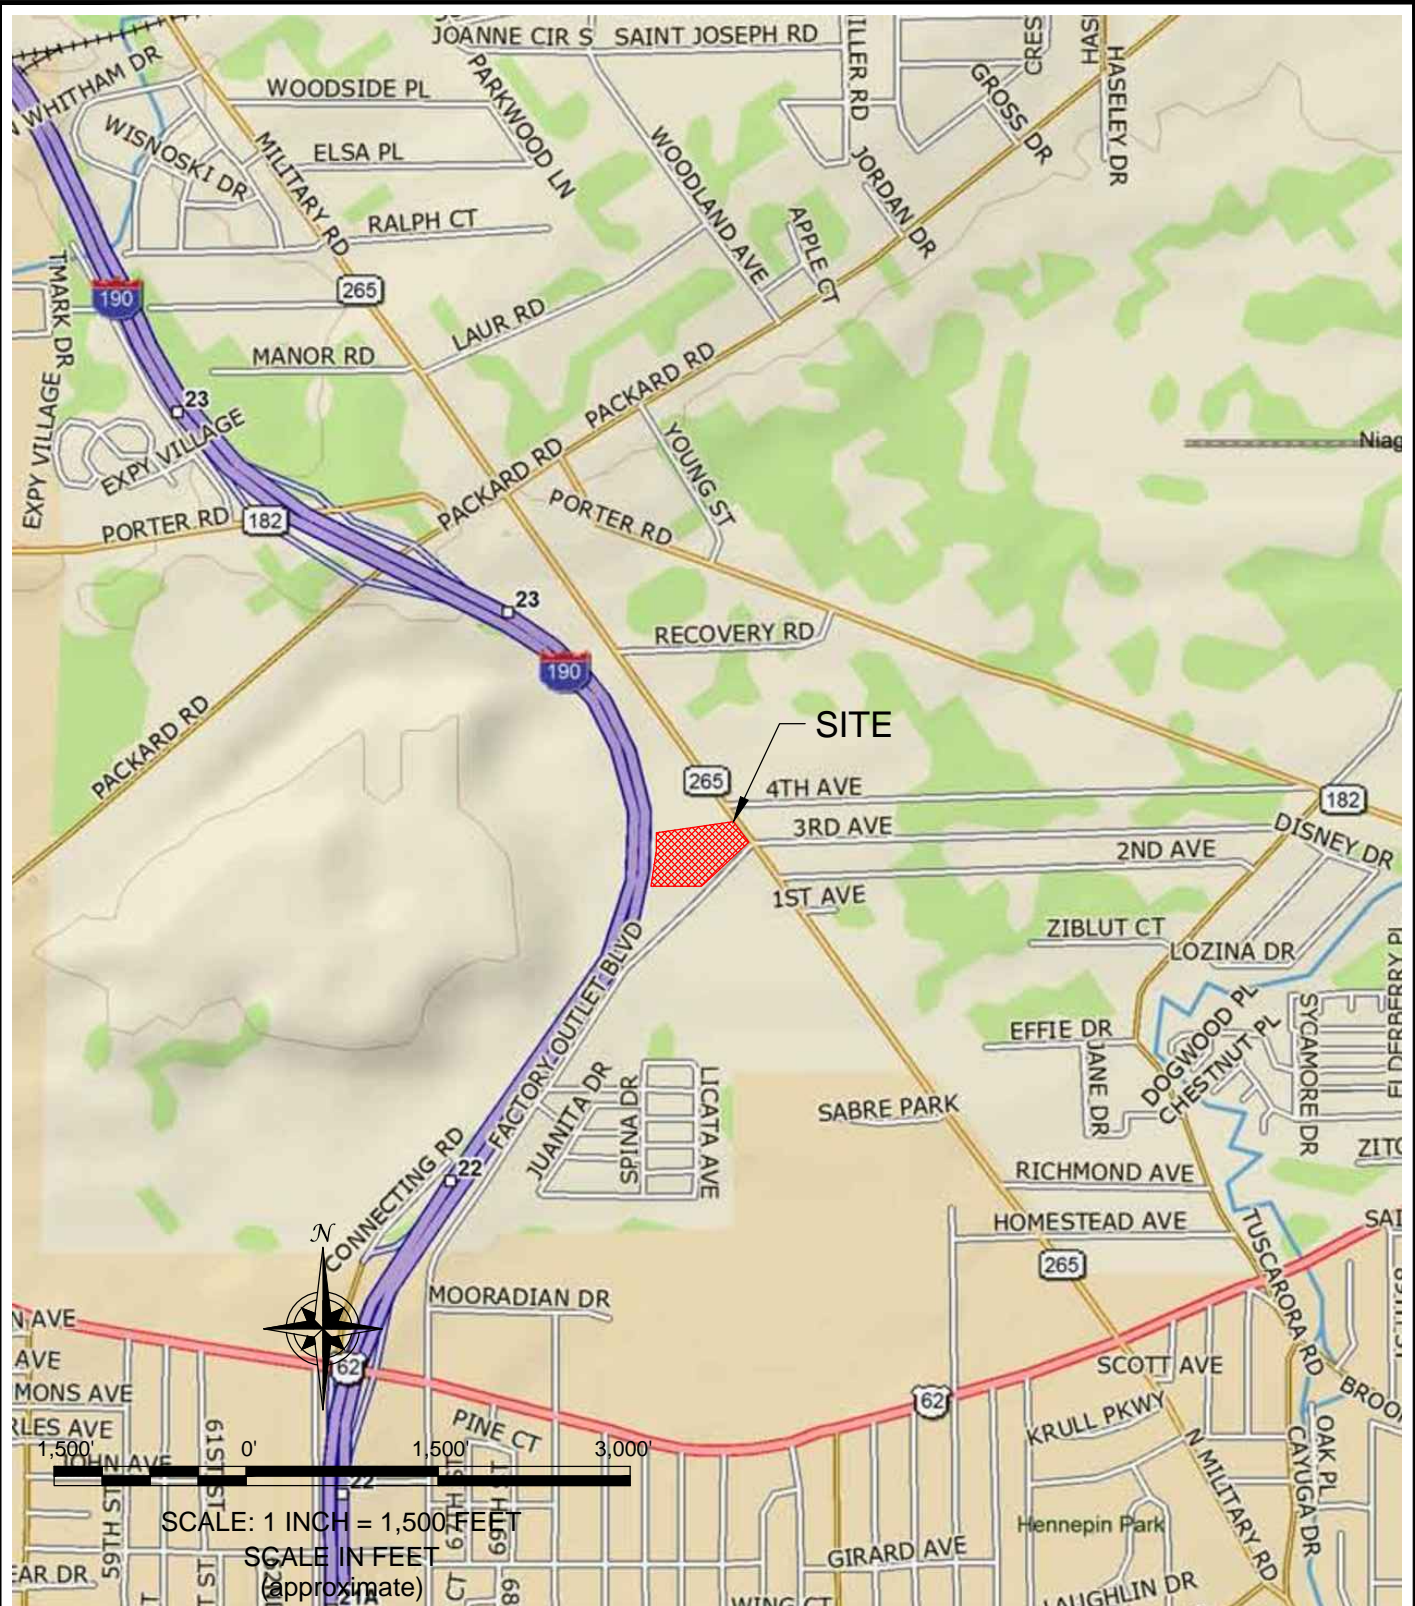 JOANNE CIR S
SAINT JOSEPH RD
HASELEY DR
GROSS DR
WHITHAM DR
WOODSIDE PL
PARKWOOD LN
WISNOSKI DR
ELSA PL
MILITARY RD
WOODLAND AVE
JORDAN DR
RALPH CT
APPLE CT
190
265
LAUR RD
MANOR RD
PACKARD RD
23
EXPY VILLAGE
EXPY VILLAGE
YOUNG ST
PORTER RD
182
PACKARD RD
PORTER RD
23
RECOVERY RD
190
PACKARD RD
SITE
265
4TH AVE
182
3RD AVE
DISNEY DR
2ND AVE
1ST AVE
ZIBLUT CT
LOZINA DR
FACTORY OUTLET BLVD
DOGWOOD PL
CHESTNUT PL
SYCAMORE DR
EFFIE DR
JANE DR
JUANITA DR
SPINA DR
LICATA AVE
SABRE PARK
CONNECTING RD
22
RICHMOND AVE
HOMESTEAD AVE
TUSCARORA RD
265
N
MOORADIAN DR
62
SCOTT AVE
62
KRULL PKWY
PINE CT
61ST ST
N MILITARY RD
OAK PL
CAYUGA DR
1,500' 0' 1,500' 3,000'
JOHN AVE
22
59TH ST
SCALE: 1 INCH = 1,500 FEET
SCALE IN FEET
(approximate)
Hennepin Park
GIRARD AVE
21A